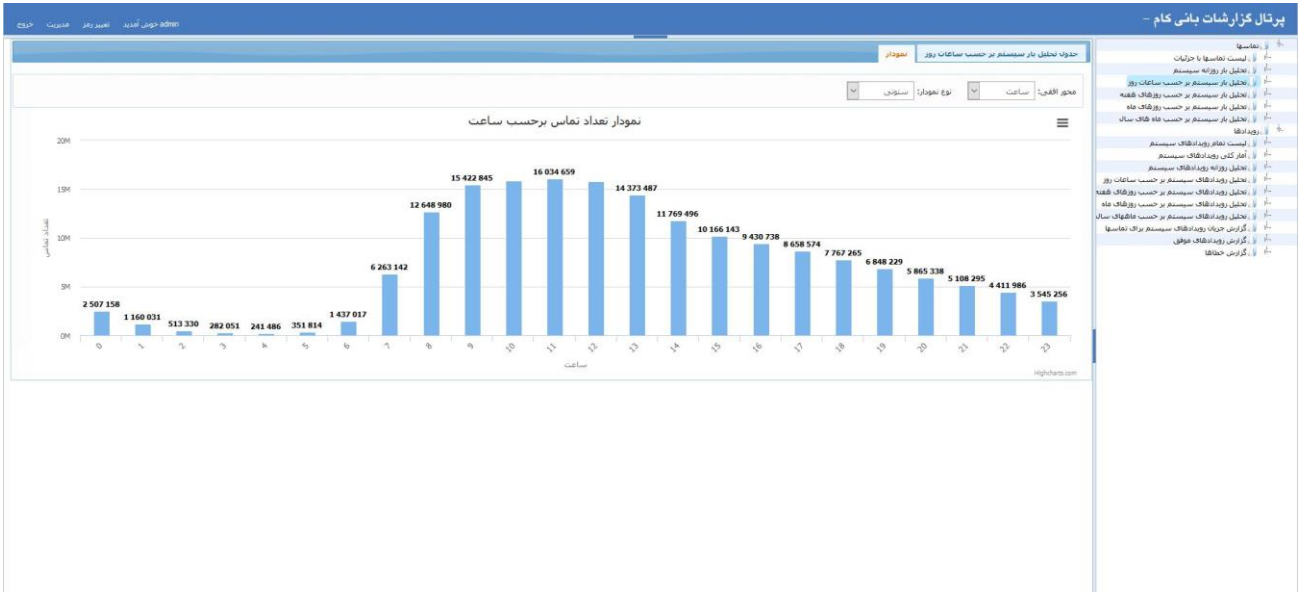 پرتال گزارشات بانی کام –
admin خوش آمدید تغییر رمز مدیریت خروج
تماسها
لیست تماسها با جزئیات
تحلیل بار روزانه سیستم
تحلیل بار سیستم بر حسب ساعات روز
تحلیل بار سیستم بر حسب روزهای هفته
تحلیل بار سیستم بر حسب روزهای ماه
تحلیل بار سیستم بر حسب ماه های سال
رویدادها
لیست تمام رویدادهای سیستم
آمار کلی رویدادهای سیستم
تحلیل روزانه رویدادهای سیستم
تحلیل رویدادهای سیستم بر حسب ساعات روز
تحلیل رویدادهای سیستم بر حسب روزهای هفته
تحلیل رویدادهای سیستم بر حسب روزهای ماه
تحلیل رویدادهای سیستم بر حسب ماههای سال
گزارش جریان رویدادهای سیستم برای تماسها
گزارش رویدادهای موفق
گزارش خطاها
جدول تحلیل بار سیستم بر حسب ساعات روز نمودار
محور افقی: ساعت نوع نمودار: ستونی
نمودار تعداد تماس برحسب ساعت
تعداد تماس
20M
15M
10M
5M
0M
2 507 158
1 160 031
513 330
282 051
241 486
351 814
1 437 017
6 263 142
12 648 980
15 422 845
16 034 659
14 373 487
11 769 496
10 166 143
9 430 738
8 658 574
7 767 265
6 848 229
5 865 338
5 108 295
4 411 986
3 545 256
0 1 2 3 4 5 6 7 8 9 10 11 12 13 14 15 16 17 18 19 20 21 22 23
ساعت
Highcharts.com